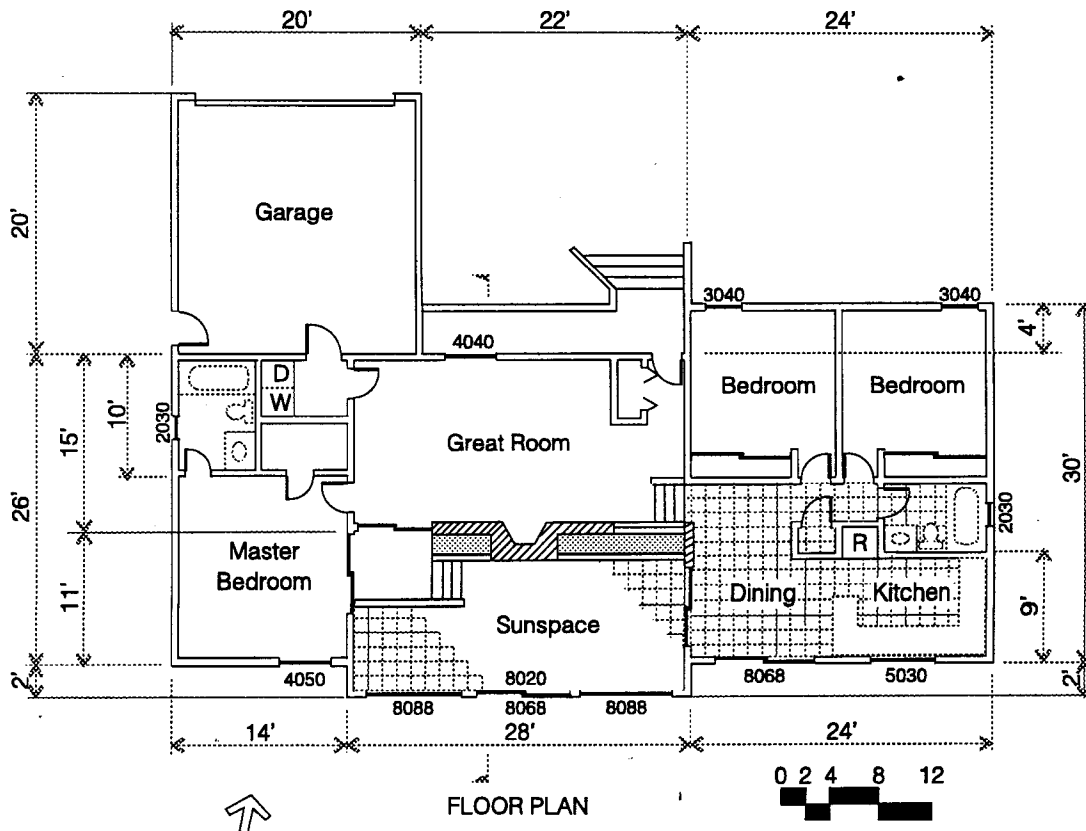 20' 22' 24'
20'
Garage
3040 3040
4'
4040
D
W
Bedroom Bedroom
10'
2030
15'
Great Room
26'
30'
2030
Master
Bedroom
R
11'
Dining Kitchen
9'
Sunspace
2'
4050
8020
8088 8068 8088
8068 5030
2'
14' 28' 24'
0 2 4 8 12
FLOOR PLAN